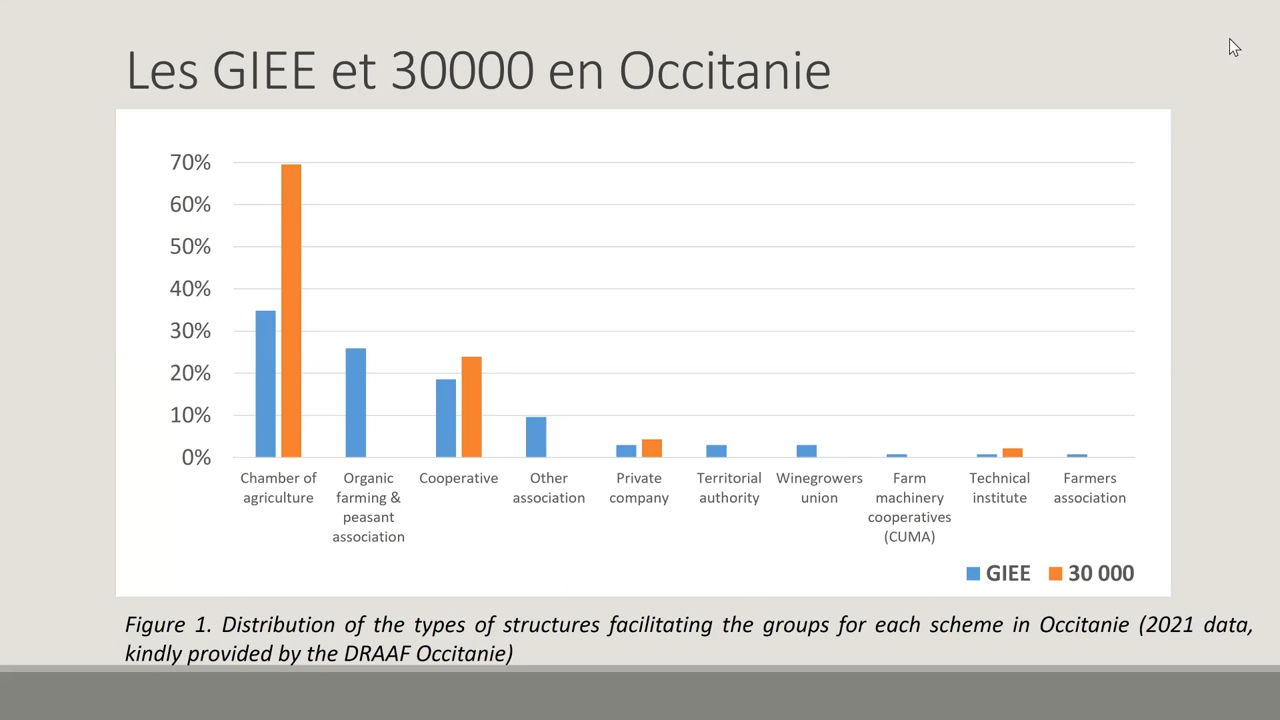 Les GIEE et 30000 en Occitanie
70%
60%
50%
40%
30%
20%
10%
0%
Chamber of
agriculture
Organic
farming &
peasant
association
Cooperative
Other
association
Private
company
Territorial
authority
Winegrowers
union
Farm
machinery
cooperatives
(CUMA)
Technical
institute
Farmers
association
GIEE
30 000
Figure 1. Distribution of the types of structures facilitating the groups for each scheme in Occitanie (2021 data,
kindly provided by the DRAAF Occitanie)